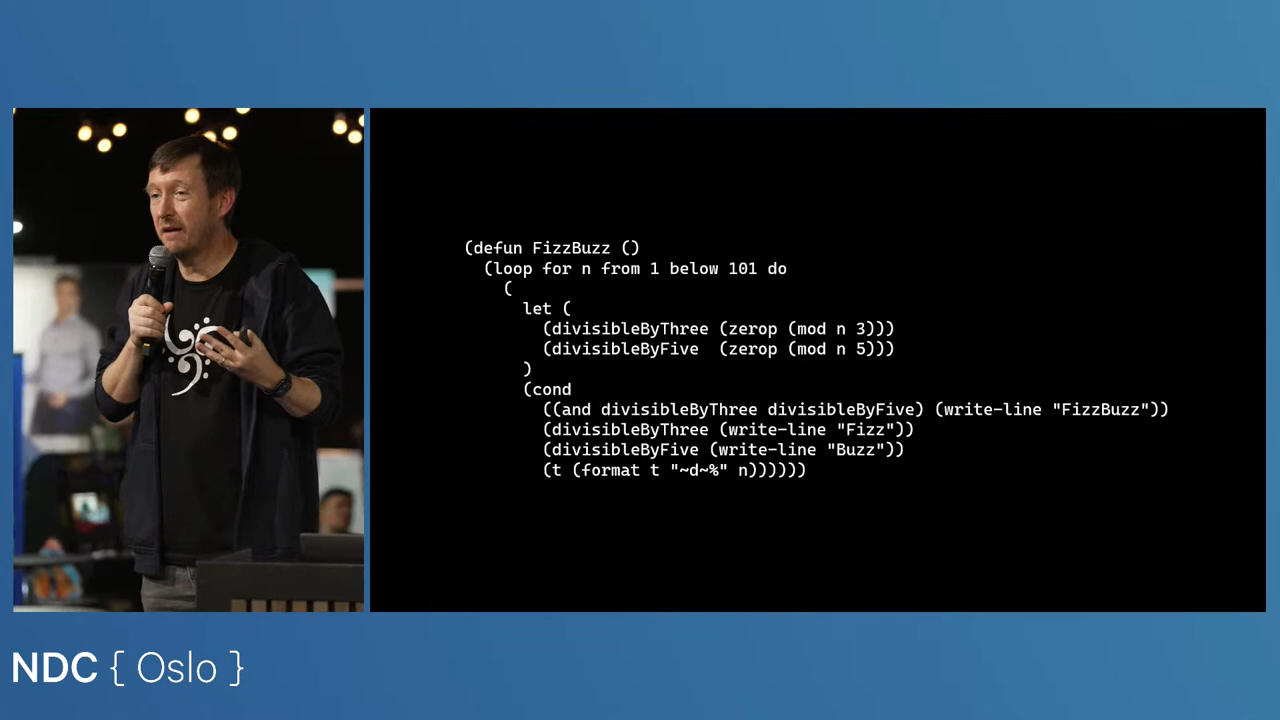 (defun FizzBuzz ()
(loop for n from 1 below 101 do
(
let (
(divisibleByThree (zerop (mod n 3)))
(divisibleByFive  (zerop (mod n 5)))
)
(cond
((and divisibleByThree divisibleByFive) (write-line "FizzBuzz"))
(divisibleByThree (write-line "Fizz"))
(divisibleByFive (write-line "Buzz"))
(t (format t "~d~%" n))))))
NDC { Oslo }